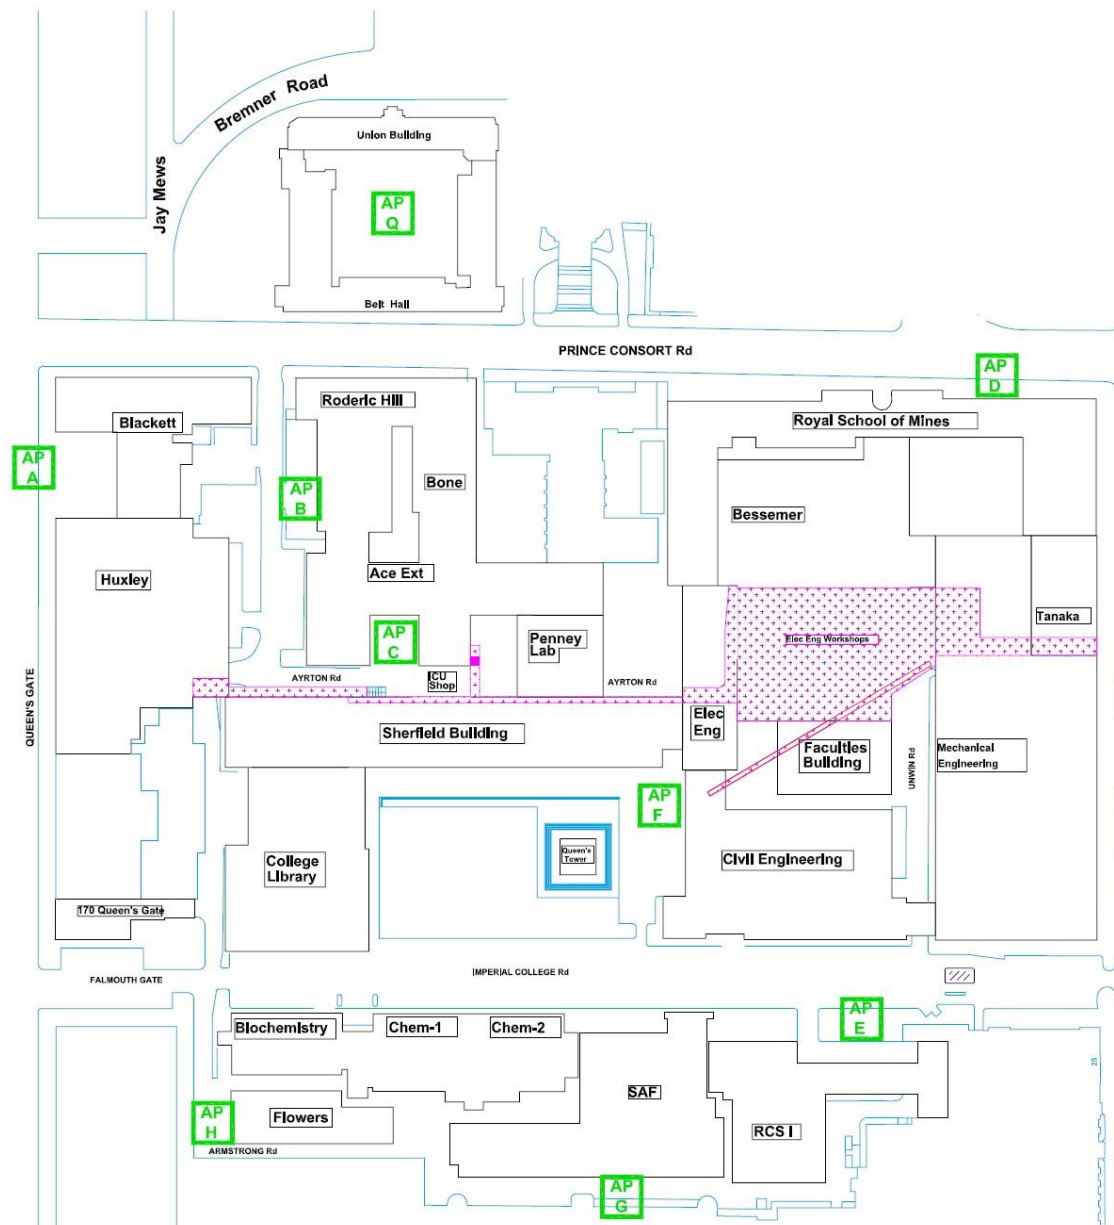 Bremner Road
Jay Mews
Union Building
AP
Q
Belt Hall
PRINCE CONSORT Rd
AP
D
Roderic Hill
Blackett
Royal School of Mines
AP
A
Bone
AP
B
Bessemer
Huxley
Ace Ext
Tanaka
AP
C
Penney
Lab
Elec Eng Workshops
AYRTON Rd
ICU
Shop
AYRTON Rd
QUEEN'S GATE
Sherfield Building
Elec
Eng
Faculties
Building
UNWIN Rd
Mechanical
Engineering
AP
F
College
Library
Queen's
Tower
Civil Engineering
170 Queen's Gate
FALMOUTH GATE
IMPERIAL COLLEGE Rd
AP
E
Biochemistry
Chem-1
Chem-2
25
SAF
AP
H
Flowers
RCS I
ARMSTRONG Rd
AP
G